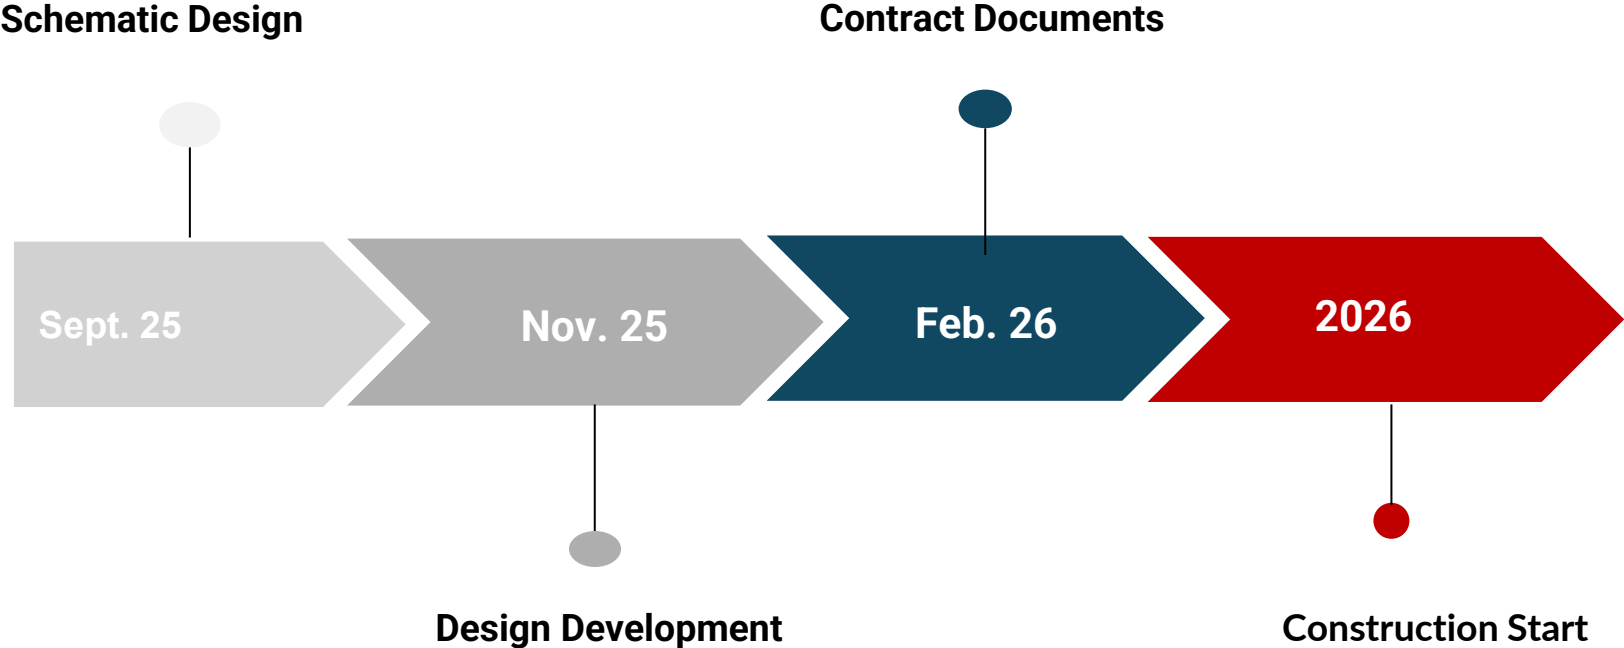 Schematic Design
Contract Documents
Sept. 25
Nov. 25
Feb. 26
2026
Design Development
Construction Start